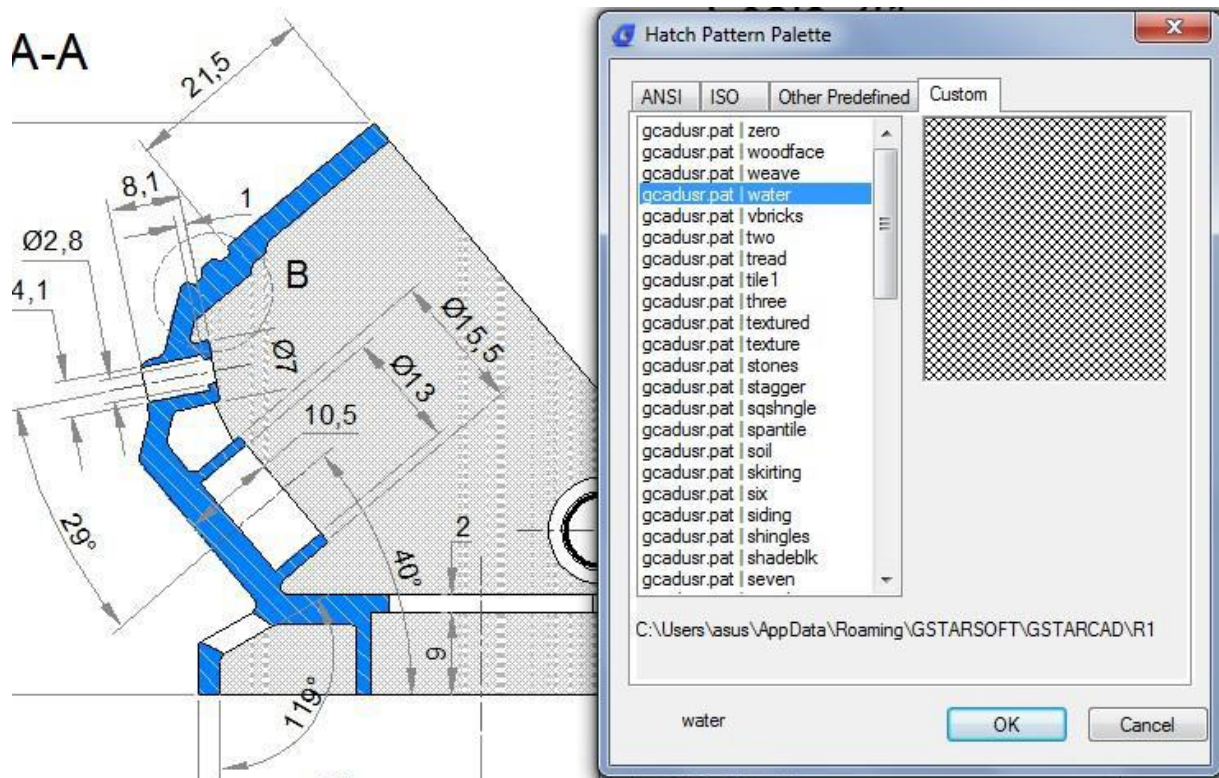 A-A
21,5
8,1
1
Ø2,8
4,1
B
Ø7
Ø15,5
Ø13
10,5
29°
40°
2
6
119°
Hatch Pattern Palette
ANSI
ISO
Other Predefined
Custom
gcadusr.pat | zero
gcadusr.pat | woodface
gcadusr.pat | weave
gcadusr.pat | water
gcadusr.pat | vbricks
gcadusr.pat | two
gcadusr.pat | tread
gcadusr.pat | tile1
gcadusr.pat | three
gcadusr.pat | textured
gcadusr.pat | texture
gcadusr.pat | stones
gcadusr.pat | stagger
gcadusr.pat | sqshngle
gcadusr.pat | spantile
gcadusr.pat | soil
gcadusr.pat | skirting
gcadusr.pat | six
gcadusr.pat | siding
gcadusr.pat | shingles
gcadusr.pat | shadeblk
gcadusr.pat | seven
C:\Users\asus\AppData\Roaming\GSTARSOFT\GSTARCAD\R1
water
OK
Cancel